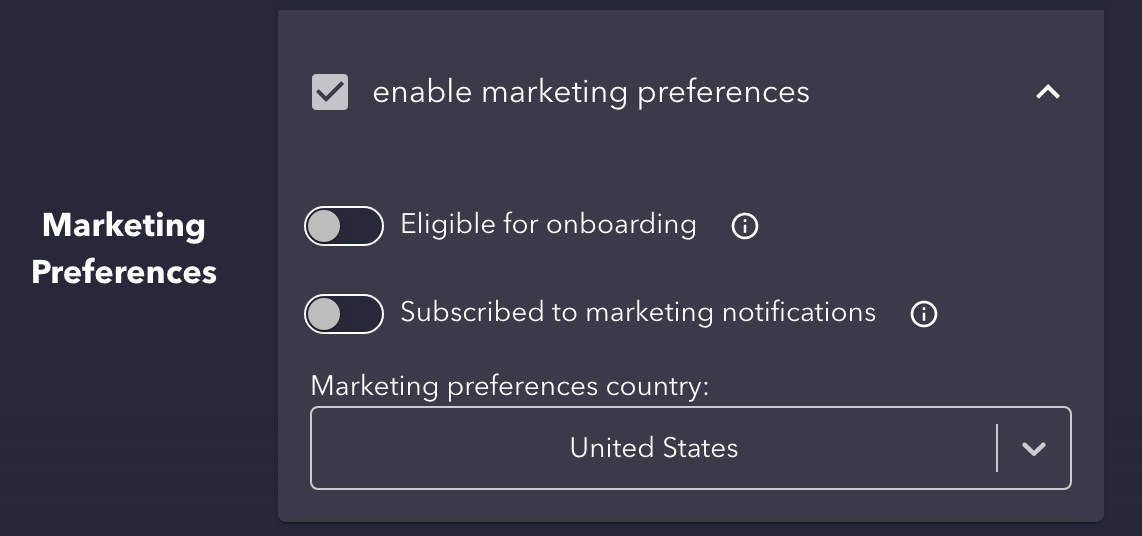 enable marketing preferences
Marketing
Preferences
Eligible for onboarding
Subscribed to marketing notifications
Marketing preferences country:
United States